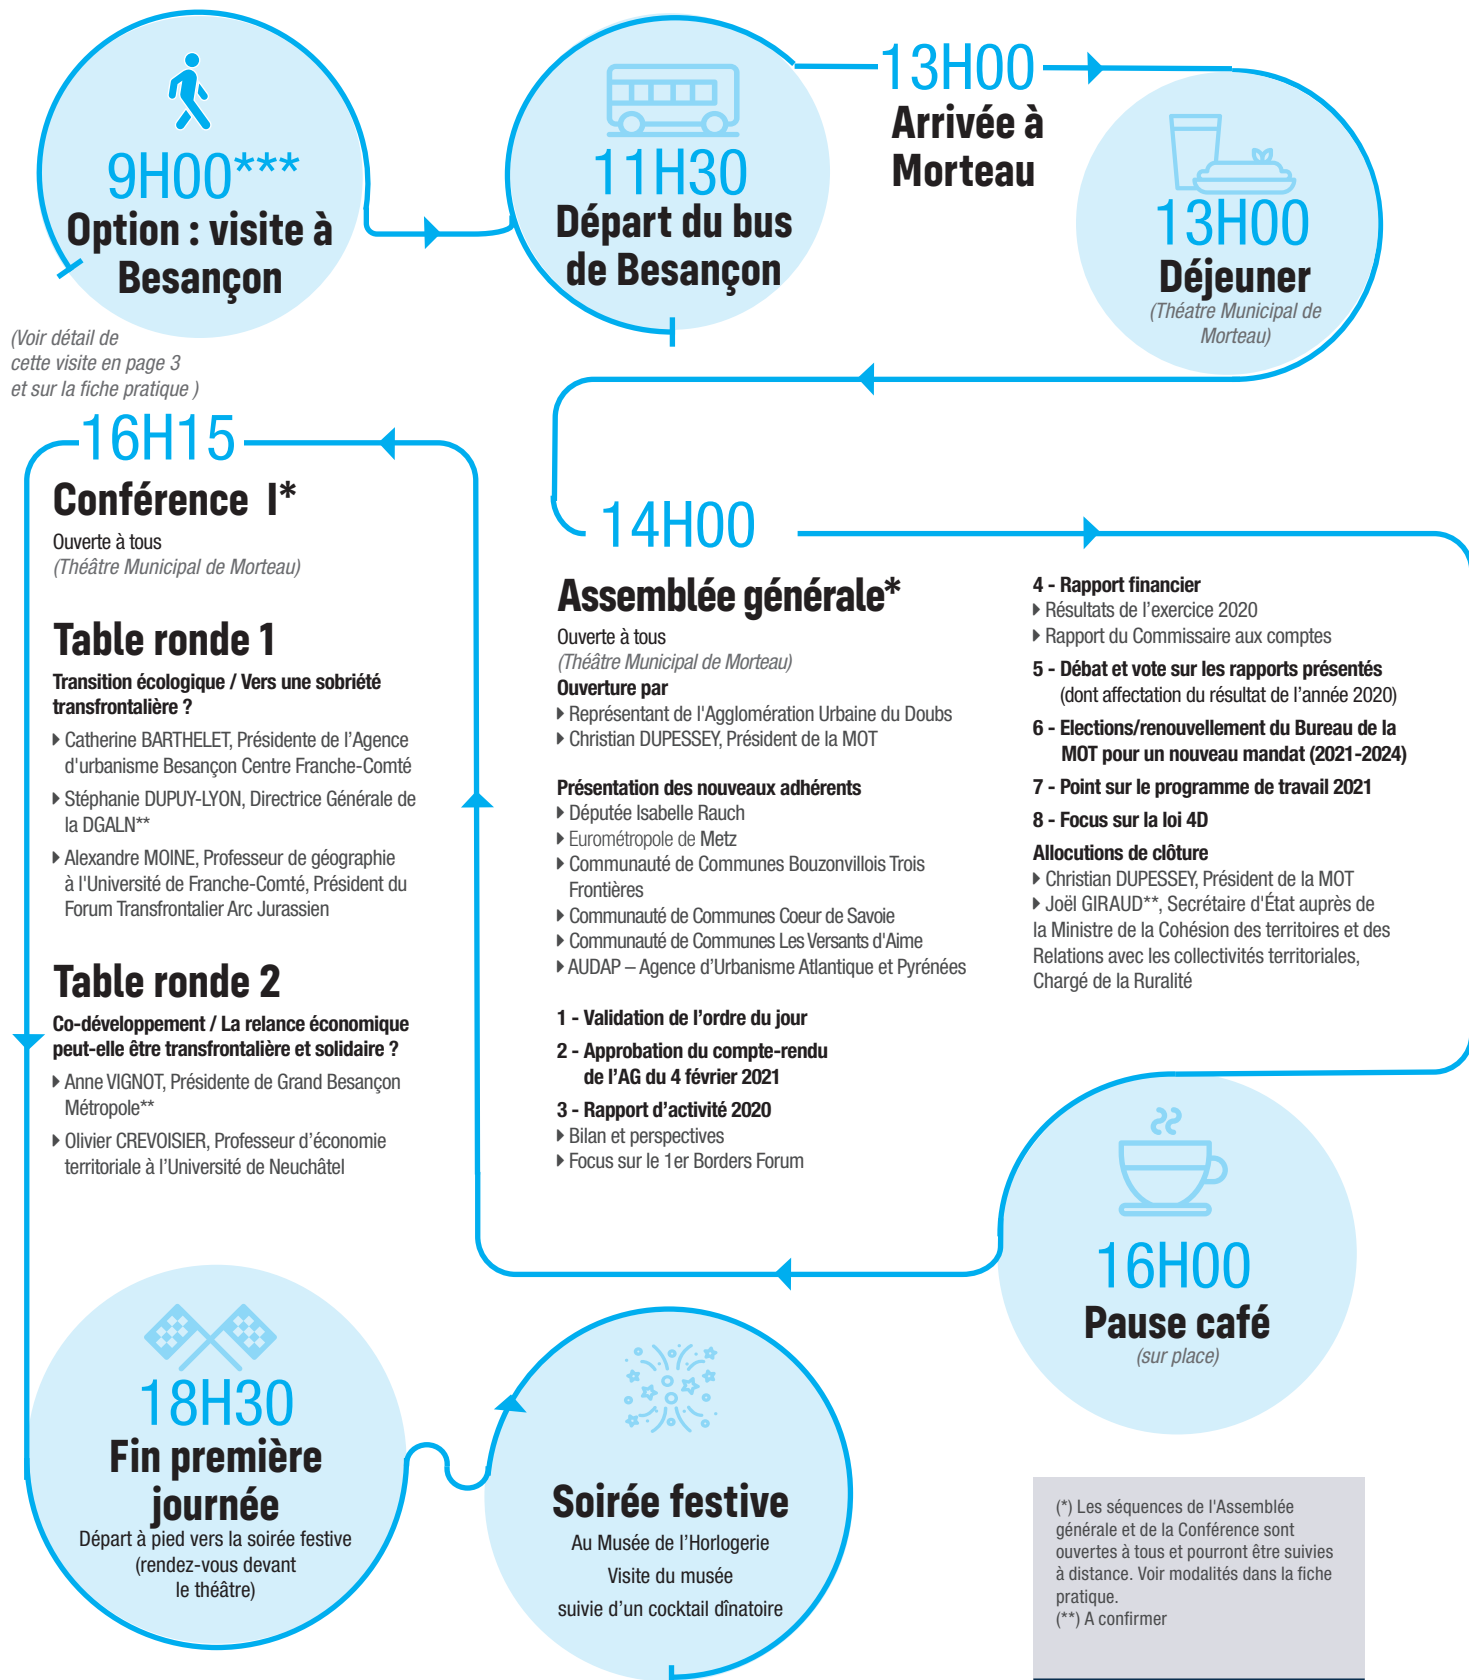 9H00***
Option : visite à
Besançon
(Voir détail de
cette visite en page 3
et sur la fiche pratique )
11H30
Départ du bus
de Besançon
13H00
Arrivée à
Morteau
13H00
Déjeuner
(Théatre Municipal de
Morteau)
14H00
Assemblée générale*
Ouverte à tous
(Théâtre Municipal de Morteau)
Ouverture par
Représentant de l'Agglomération Urbaine du Doubs
Christian DUPESSEY, Président de la MOT
Présentation des nouveaux adhérents
Députée Isabelle Rauch
Eurométropole de Metz
Communauté de Communes Bouzonvillois Trois
Frontières
Communauté de Communes Coeur de Savoie
Communauté de Communes Les Versants d'Aime
AUDAP – Agence d’Urbanisme Atlantique et Pyrénées
1 - Validation de l’ordre du jour
2 - Approbation du compte-rendu
de l’AG du 4 février 2021
3 - Rapport d’activité 2020
Bilan et perspectives
Focus sur le 1er Borders Forum
4 - Rapport financier
Résultats de l’exercice 2020
Rapport du Commissaire aux comptes
5 - Débat et vote sur les rapports présentés
(dont affectation du résultat de l’année 2020)
6 - Elections/renouvellement du Bureau de la
MOT pour un nouveau mandat (2021-2024)
7 - Point sur le programme de travail 2021
8 - Focus sur la loi 4D
Allocutions de clôture
Christian DUPESSEY, Président de la MOT
Joël GIRAUD**, Secrétaire d'État auprès de
la Ministre de la Cohésion des territoires et des
Relations avec les collectivités territoriales,
Chargé de la Ruralité
16H00
Pause café
(sur place)
16H15
Conférence I*
Ouverte à tous
(Théâtre Municipal de Morteau)
Table ronde 1
Transition écologique / Vers une sobriété
transfrontalière ?
Catherine BARTHELET, Présidente de l’Agence
d'urbanisme Besançon Centre Franche-Comté
Stéphanie DUPUY-LYON, Directrice Générale de
la DGALN**
Alexandre MOINE, Professeur de géographie
à l'Université de Franche-Comté, Président du
Forum Transfrontalier Arc Jurassien
Table ronde 2
Co-développement / La relance économique
peut-elle être transfrontalière et solidaire ?
Anne VIGNOT, Présidente de Grand Besançon
Métropole**
Olivier CREVOISIER, Professeur d’économie
territoriale à l’Université de Neuchâtel
18H30
Fin première
journée
Départ à pied vers la soirée festive
(rendez-vous devant
le théâtre)
Soirée festive
Au Musée de l’Horlogerie
Visite du musée
suivie d’un cocktail dînatoire
(*) Les séquences de l'Assemblée
générale et de la Conférence sont
ouvertes à tous et pourront être suivies
à distance. Voir modalités dans la fiche
pratique.
(**) A confirmer